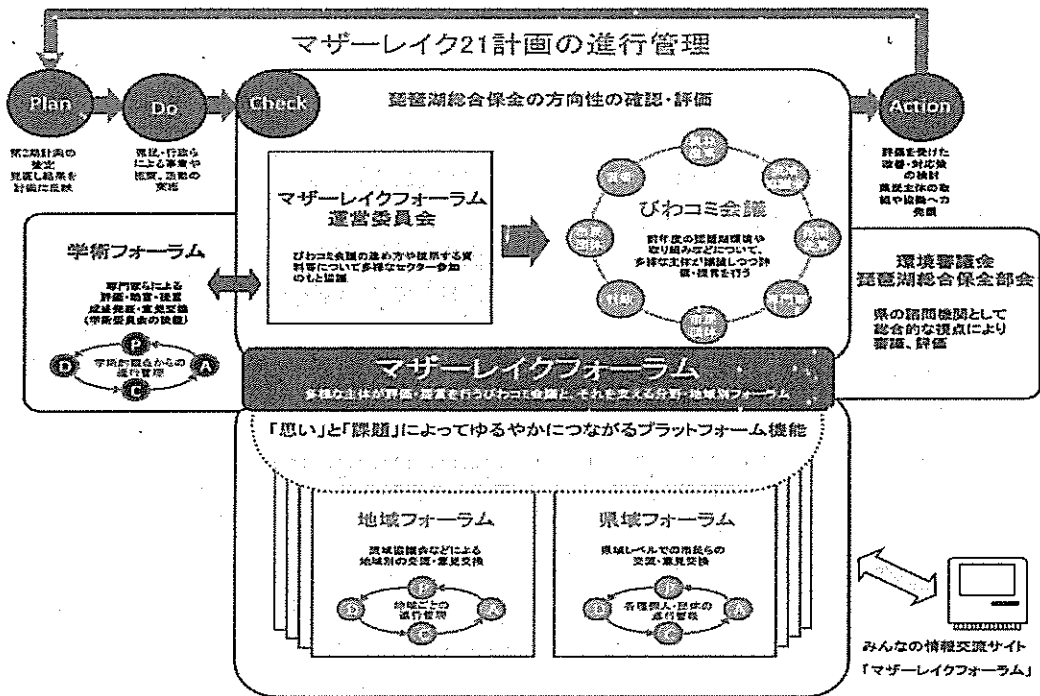 マザーレイク21計画の進行管理
Plan
Do
Check
Action
琵琶湖総合保全の方向性の確認・評価
第2期計画の
策定
見直し結果を
計画に反映
県民・行政ら
による事業や
施策、活動の
実施
評価を受けた
改善・対応策
の検討
県民主体の取
組や協働への
発展
マザーレイクフォーラム
運営委員会
びわコミ会議の進め方や使用する資
料等について多様なセクター参加
のもと協議
びわコミ会議
前年度の琵琶湖環境や
取り組みなどについて、
多様な主体が議論しつつ評
価・提言を行う
学術フォーラム
専門家らによる
評価・助言・提言
成果発表・意見交換
(学術委員会の後継)
P
D
A
C
学術的観点からの
進行管理
環境審議会
琵琶湖総合保全部会
県の諮問機関として
総合的な視点により
審議、評価
マザーレイクフォーラム
多様な主体が評価・提言を行うびわコミ会議と、それを支える分野・地域別フォーラム
「思い」と「課題」によってゆるやかにつながるプラットフォーム機能
地域フォーラム
流域協議会などによる
地域別の交流・意見交換
P
D
A
C
地域ごとの
進行管理
県域フォーラム
県域レベルでの市民らの
交流・意見交換
P
D
A
C
各種個人・団体の
進行管理
みんなの情報交流サイト
「マザーレイクフォーラム」